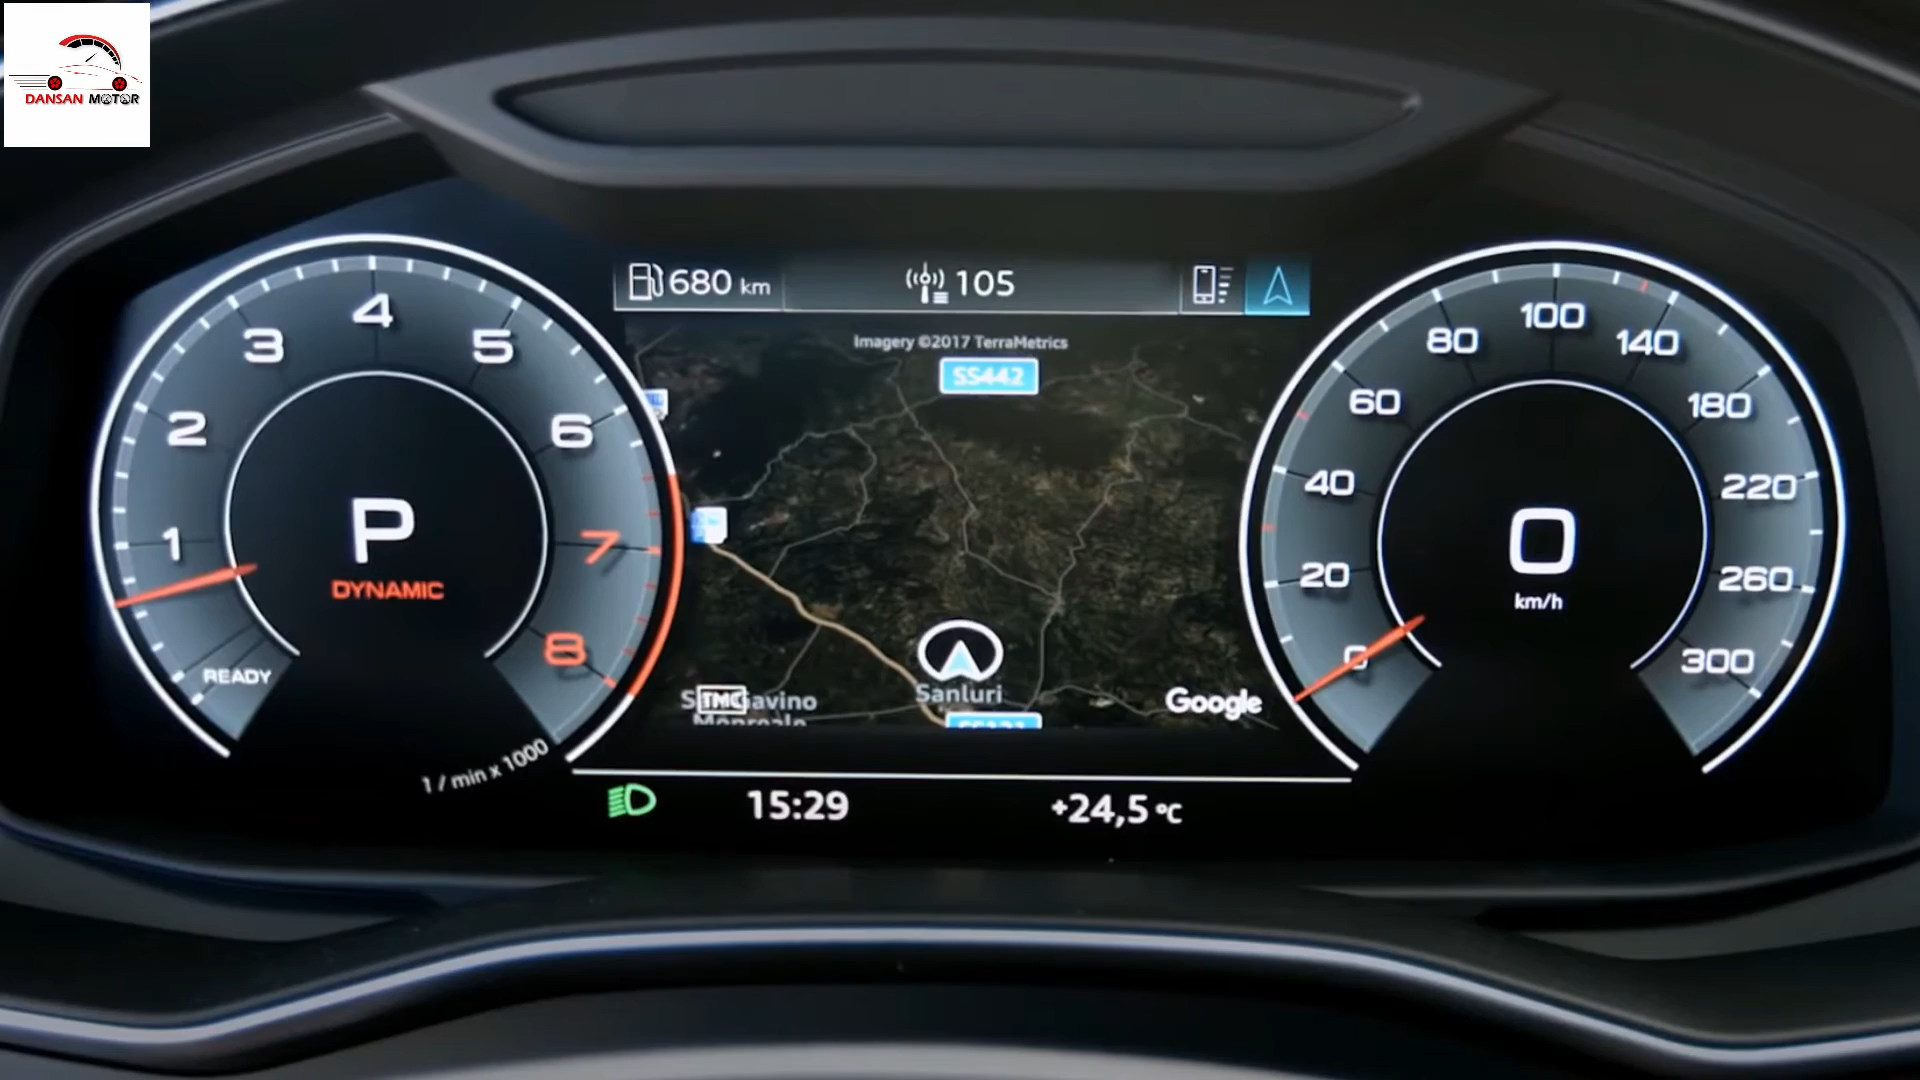 DANSAN MOTOR
680 km
105
Imagery ©2017 TerraMetrics
SS442
Sanluri
Google
TMC
1
2
3
4
5
6
7
8
READY
P
DYNAMIC
1 / min x 1000
0
20
40
60
80
100
140
180
220
260
300
0
km/h
15:29
+24,5 °C